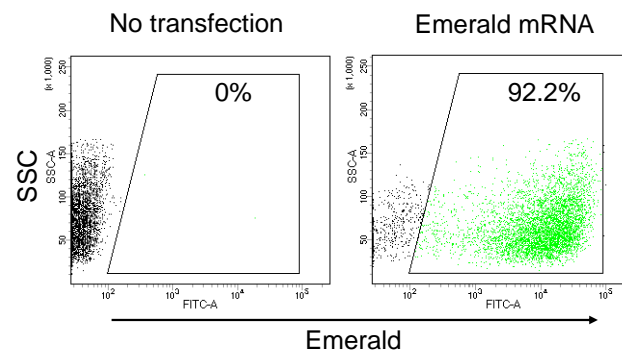 No transfection
Emerald mRNA
SSC
(x 1,000)
SSC-A
250
200
150
100
50
0%
10² 10³ 10⁴ 10⁵
FITC-A
(x 1,000)
SSC-A
250
200
150
100
50
92.2%
10² 10³ 10⁴ 10⁵
FITC-A
Emerald